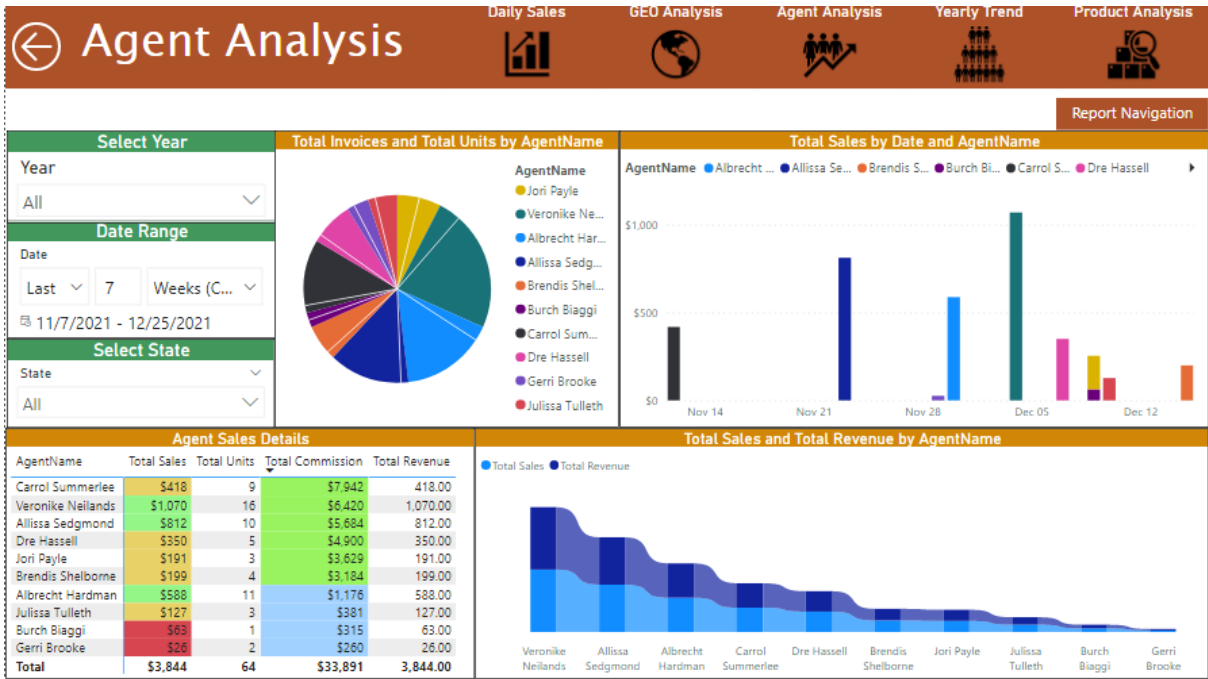 Agent Analysis
Daily Sales
GEO Analysis
Agent Analysis
Yearly Trend
Product Analysis
Report Navigation
Select Year
Year
All
Date Range
Date
Last 7 Weeks (C...
11/7/2021 - 12/25/2021
Select State
State
All
Total Invoices and Total Units by AgentName
AgentName
Jori Payle
Veronike Ne...
Albrecht Har...
Allissa Sedg...
Brendis Shel...
Burch Biaggi
Carrol Sum...
Dre Hassell
Gerri Brooke
Julissa Tulleth
Total Sales by Date and AgentName
AgentName Albrecht ... Allissa Se... Brendis S... Burch Bi... Carrol S... Dre Hassell
$1,000
$500
$0
Nov 14 Nov 21 Nov 28 Dec 05 Dec 12
Agent Sales Details
AgentName Total Sales Total Units Total Commission Total Revenue
Carrol Summerlee $418 9 $7,942 418.00
Veronike Neilands $1,070 16 $6,420 1,070.00
Allissa Sedgmond $812 10 $5,684 812.00
Dre Hassell $350 5 $4,900 350.00
Jori Payle $191 3 $3,629 191.00
Brendis Shelborne $199 4 $3,184 199.00
Albrecht Hardman $588 11 $1,176 588.00
Julissa Tulleth $127 3 $381 127.00
Burch Biaggi $63 1 $315 63.00
Gerri Brooke $26 2 $260 26.00
Total $3,844 64 $33,891 3,844.00
Total Sales and Total Revenue by AgentName
Total Sales Total Revenue
Veronike Neilands
Allissa Sedgmond
Albrecht Hardman
Carrol Summerlee
Dre Hassell
Brendis Shelborne
Jori Payle
Julissa Tulleth
Burch Biaggi
Gerri Brooke